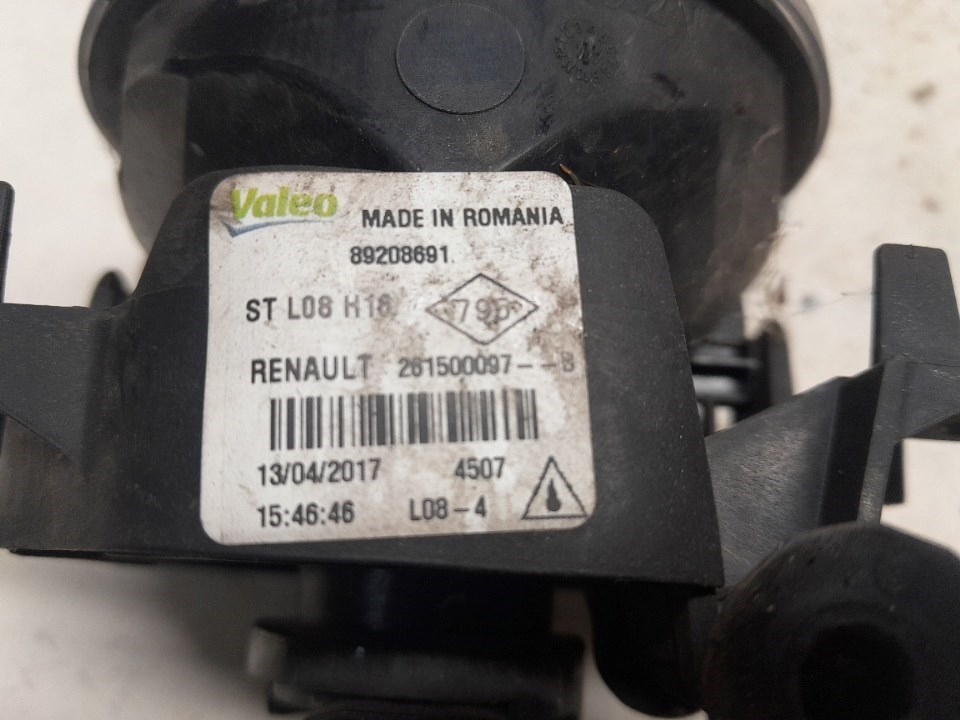 Valeo MADE IN ROMANIA
89208691
ST L08 H16
795
RENAULT 261500097--B
13/04/2017 4507
15:46:46 L08-4